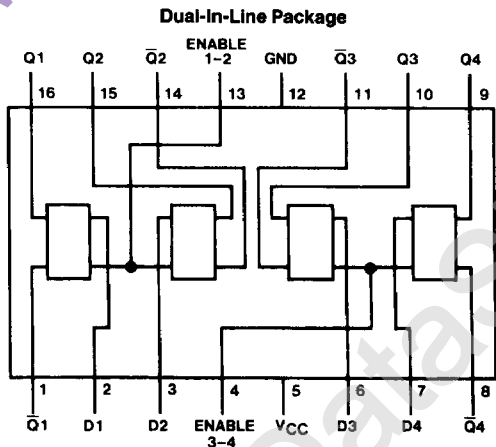 Dual-In-Line Package
ENABLE
Q1 Q2 Q̅2 1-2 GND Q̅3 Q3 Q4
16 15 14 13 12 11 10 9
1 2 3 4 5 6 7 8
Q̅1 D1 D2 ENABLE VCC D3 D4 Q̅4
3-4